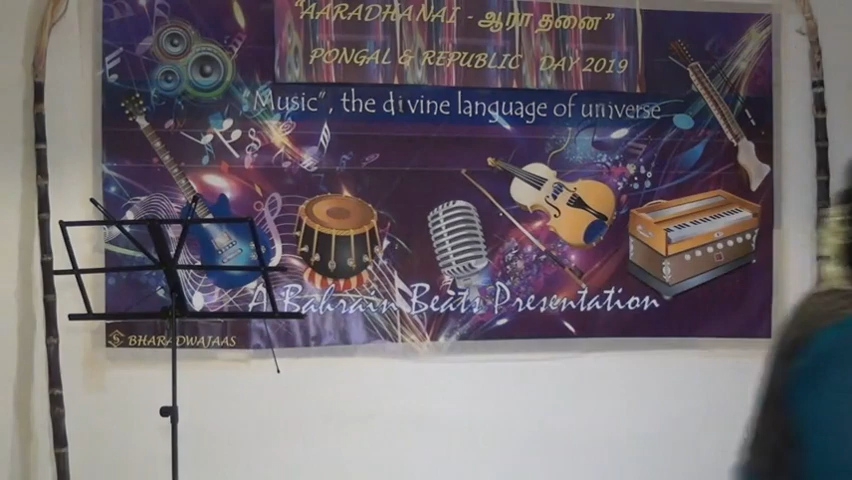 "AARADHANAI - ஆரா தனை"
PONGAL & REPUBLIC DAY 2019
"Music", the divine language of universe
A Bahrain Beats Presentation
BHARADWAJAAS